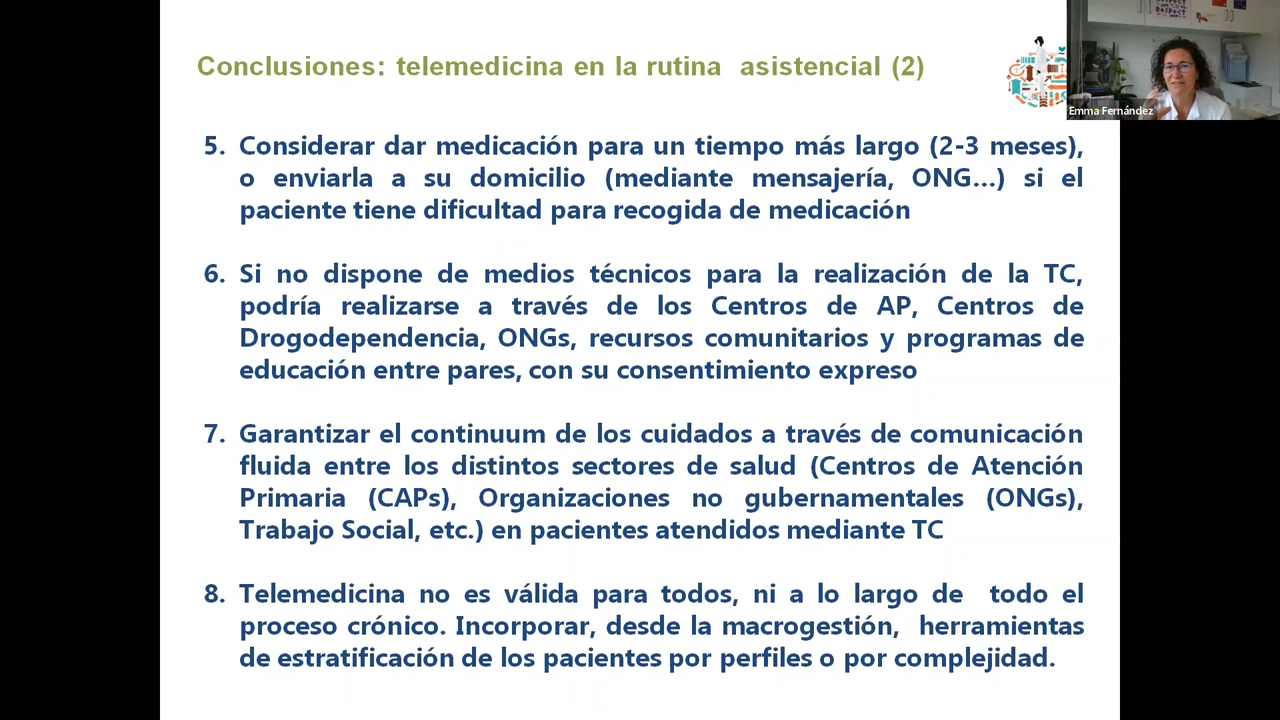 Conclusiones: telemedicina en la rutina asistencial (2)
Emma Fernández
5. Considerar dar medicación para un tiempo más largo (2-3 meses),
o enviarla a su domicilio (mediante mensajería, ONG…) si el
paciente tiene dificultad para recogida de medicación
6. Si no dispone de medios técnicos para la realización de la TC,
podría realizarse a través de los Centros de AP, Centros de
Drogodependencia, ONGs, recursos comunitarios y programas de
educación entre pares, con su consentimiento expreso
7. Garantizar el continuum de los cuidados a través de comunicación
fluida entre los distintos sectores de salud (Centros de Atención
Primaria (CAPs), Organizaciones no gubernamentales (ONGs),
Trabajo Social, etc.) en pacientes atendidos mediante TC
8. Telemedicina no es válida para todos, ni a lo largo de todo el
proceso crónico. Incorporar, desde la macrogestión, herramientas
de estratificación de los pacientes por perfiles o por complejidad.